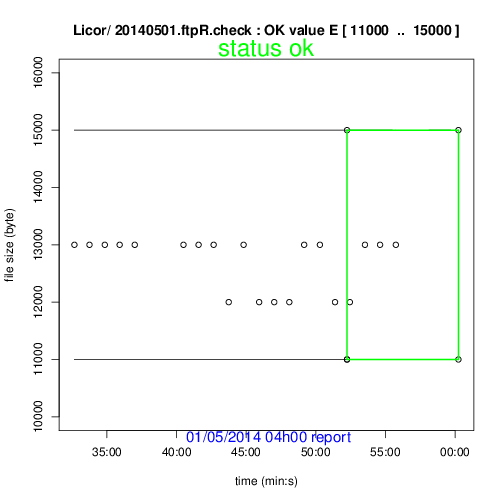 Licor/ 20140501.ftpR.check : OK value E [ 11000  ..  15000 ]
status ok
16000
15000
14000
13000
12000
11000
10000
file size (byte)
01/05/2014 04h00 report
35:00 40:00 45:00 50:00 55:00 00:00
time (min:s)